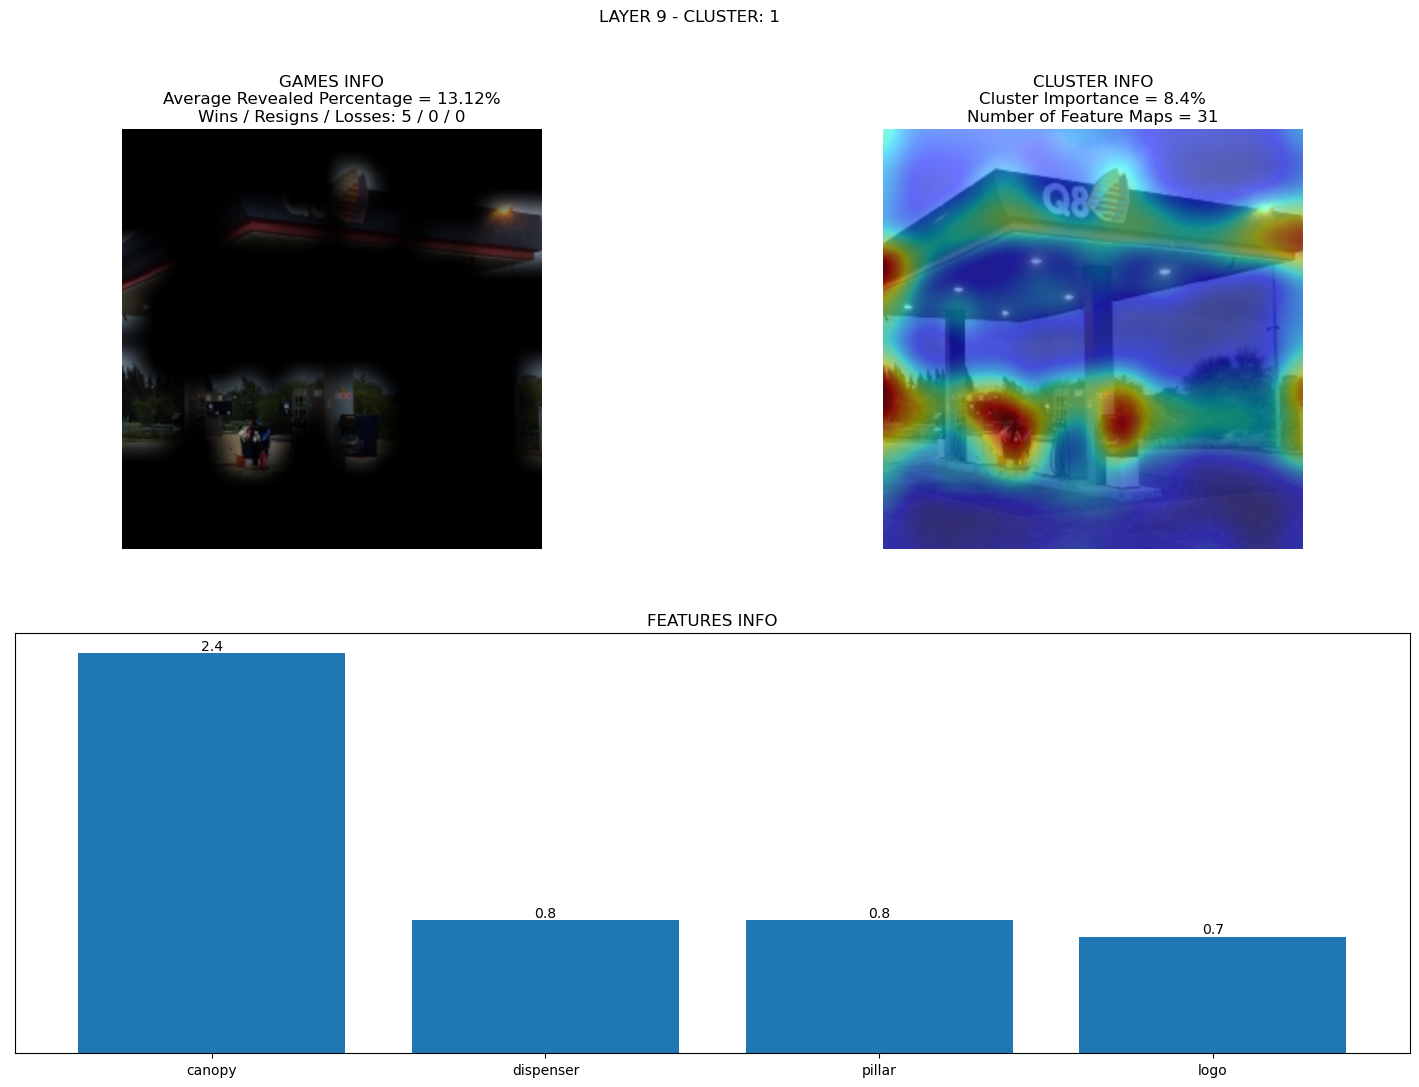 LAYER 9 - CLUSTER: 1
GAMES INFO
Average Revealed Percentage = 13.12%
Wins / Resigns / Losses: 5 / 0 / 0
CLUSTER INFO
Cluster Importance = 8.4%
Number of Feature Maps = 31
Q8
Q8
FEATURES INFO
2.4
0.8
0.8
0.7
canopy
dispenser
pillar
logo